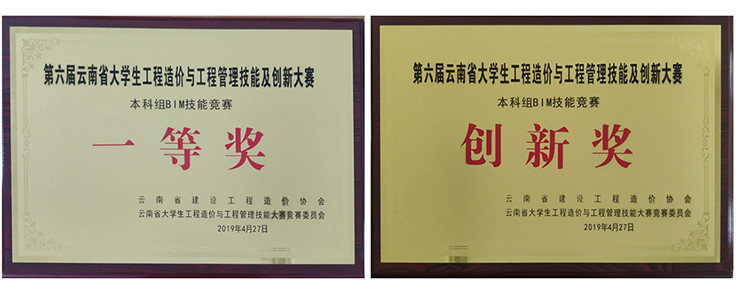 第六届云南省大学生工程造价与工程管理技能及创新大赛
本科组BIM技能竞赛
一等奖
云南省建设工程造价协会
云南省大学生工程造价与工程管理技能大赛竞赛委员会
2019年4月27日
第六届云南省大学生工程造价与工程管理技能及创新大赛
本科组BIM技能竞赛
创新奖
云南省建设工程造价协会
云南省大学生工程造价与工程管理技能大赛竞赛委员会
2019年4月27日